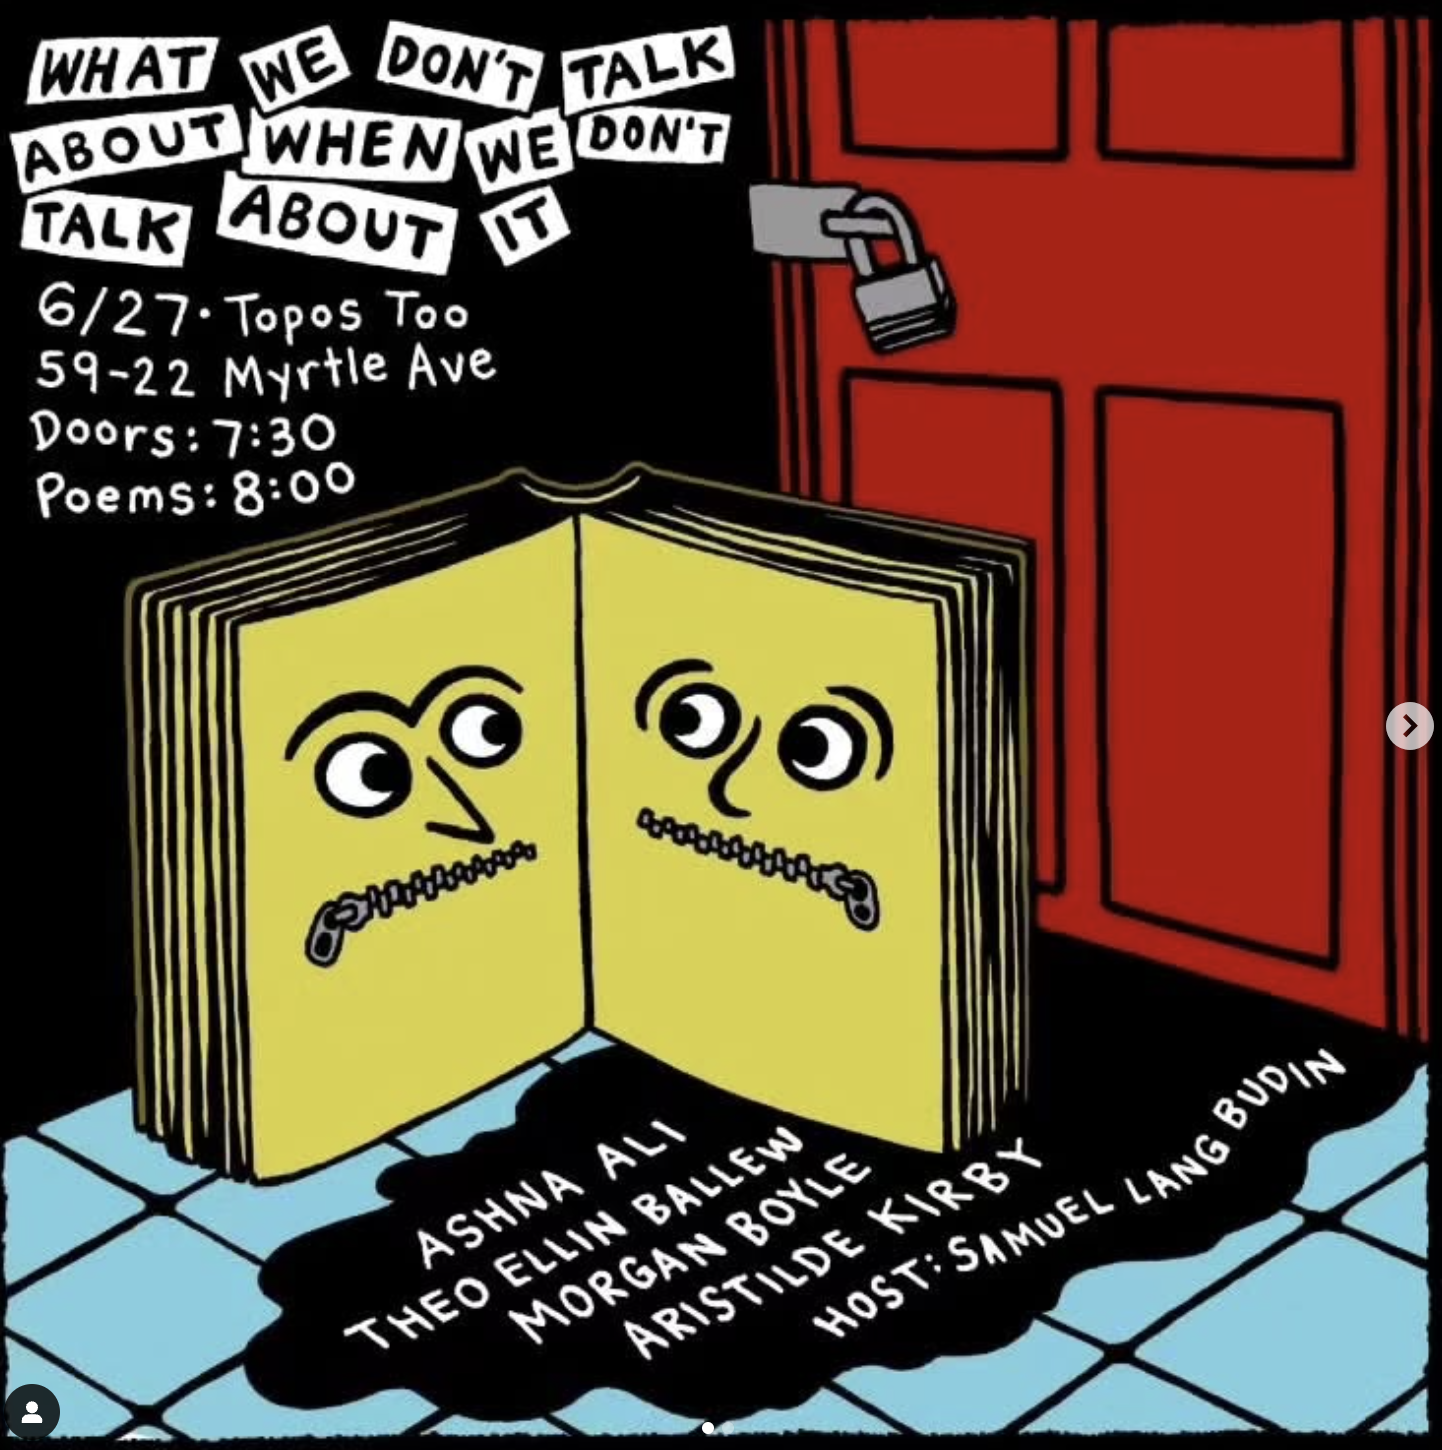 WHAT WE DON'T TALK
ABOUT WHEN WE DON'T
TALK ABOUT IT
6/27 · Topos Too
59-22 Myrtle Ave
Doors: 7:30
Poems: 8:00
ASHNA ALI
THEO ELLIN BALLEW
MORGAN BOYLE
ARISTILDE KIRBY
HOST: SAMUEL LANG BUDIN